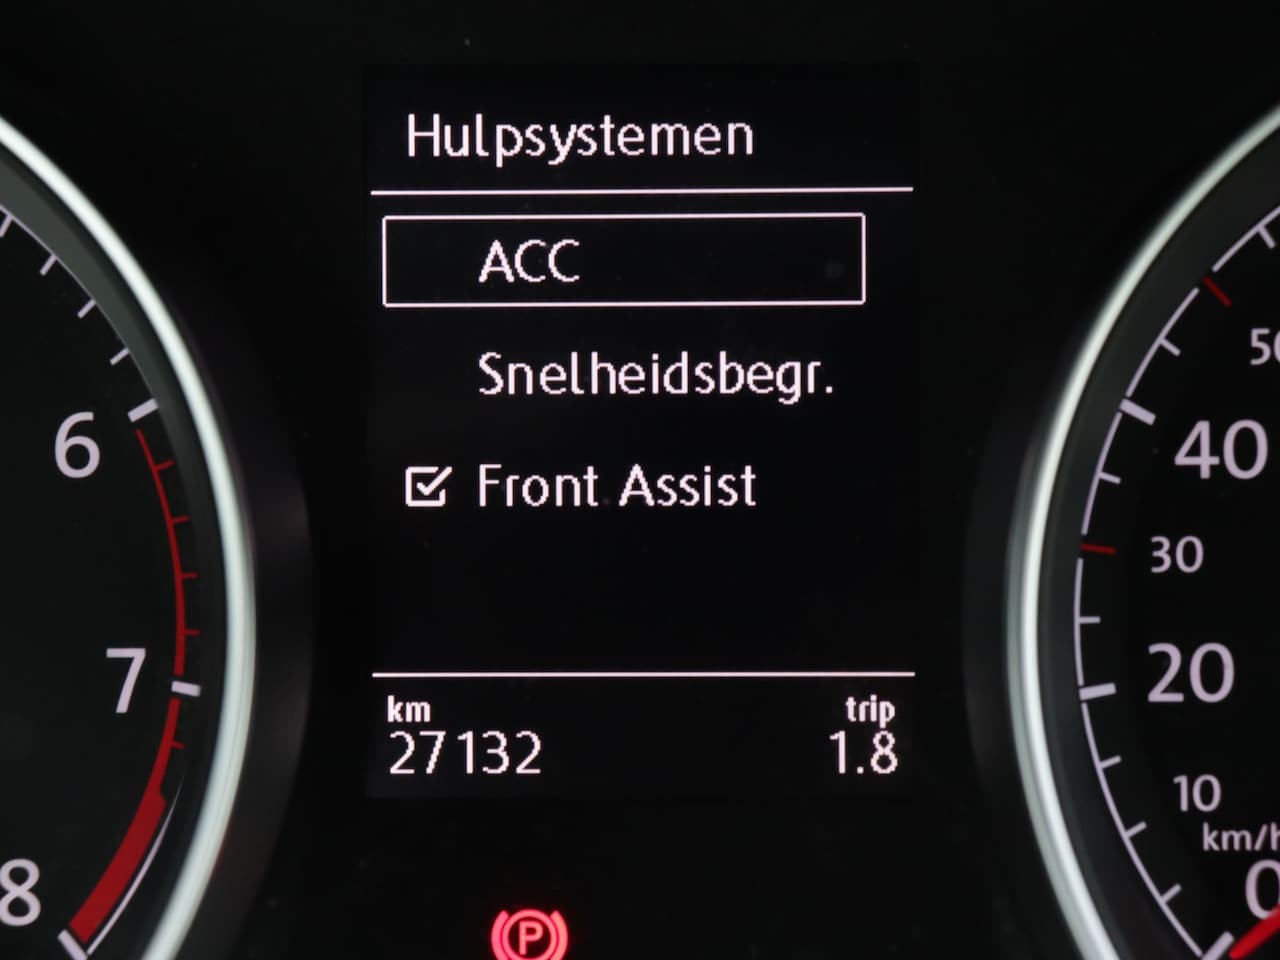 Hulpsystemen
ACC
Snelheidsbegr.
Front Assist
km trip
27132 1.8
6
7
8
50
40
30
20
10
km/h
0
P